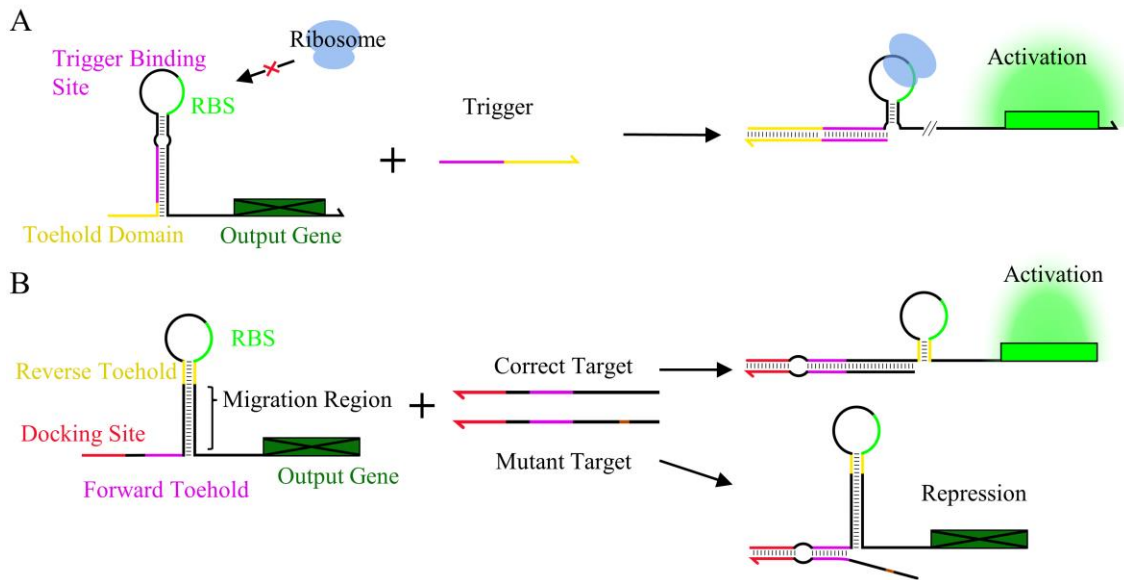 A
Trigger Binding
Site
RBS
Ribosome
Trigger
Activation
Toehold Domain
Output Gene
B
RBS
Reverse Toehold
Migration Region
Docking Site
Forward Toehold
Output Gene
Correct Target
Mutant Target
Activation
Repression